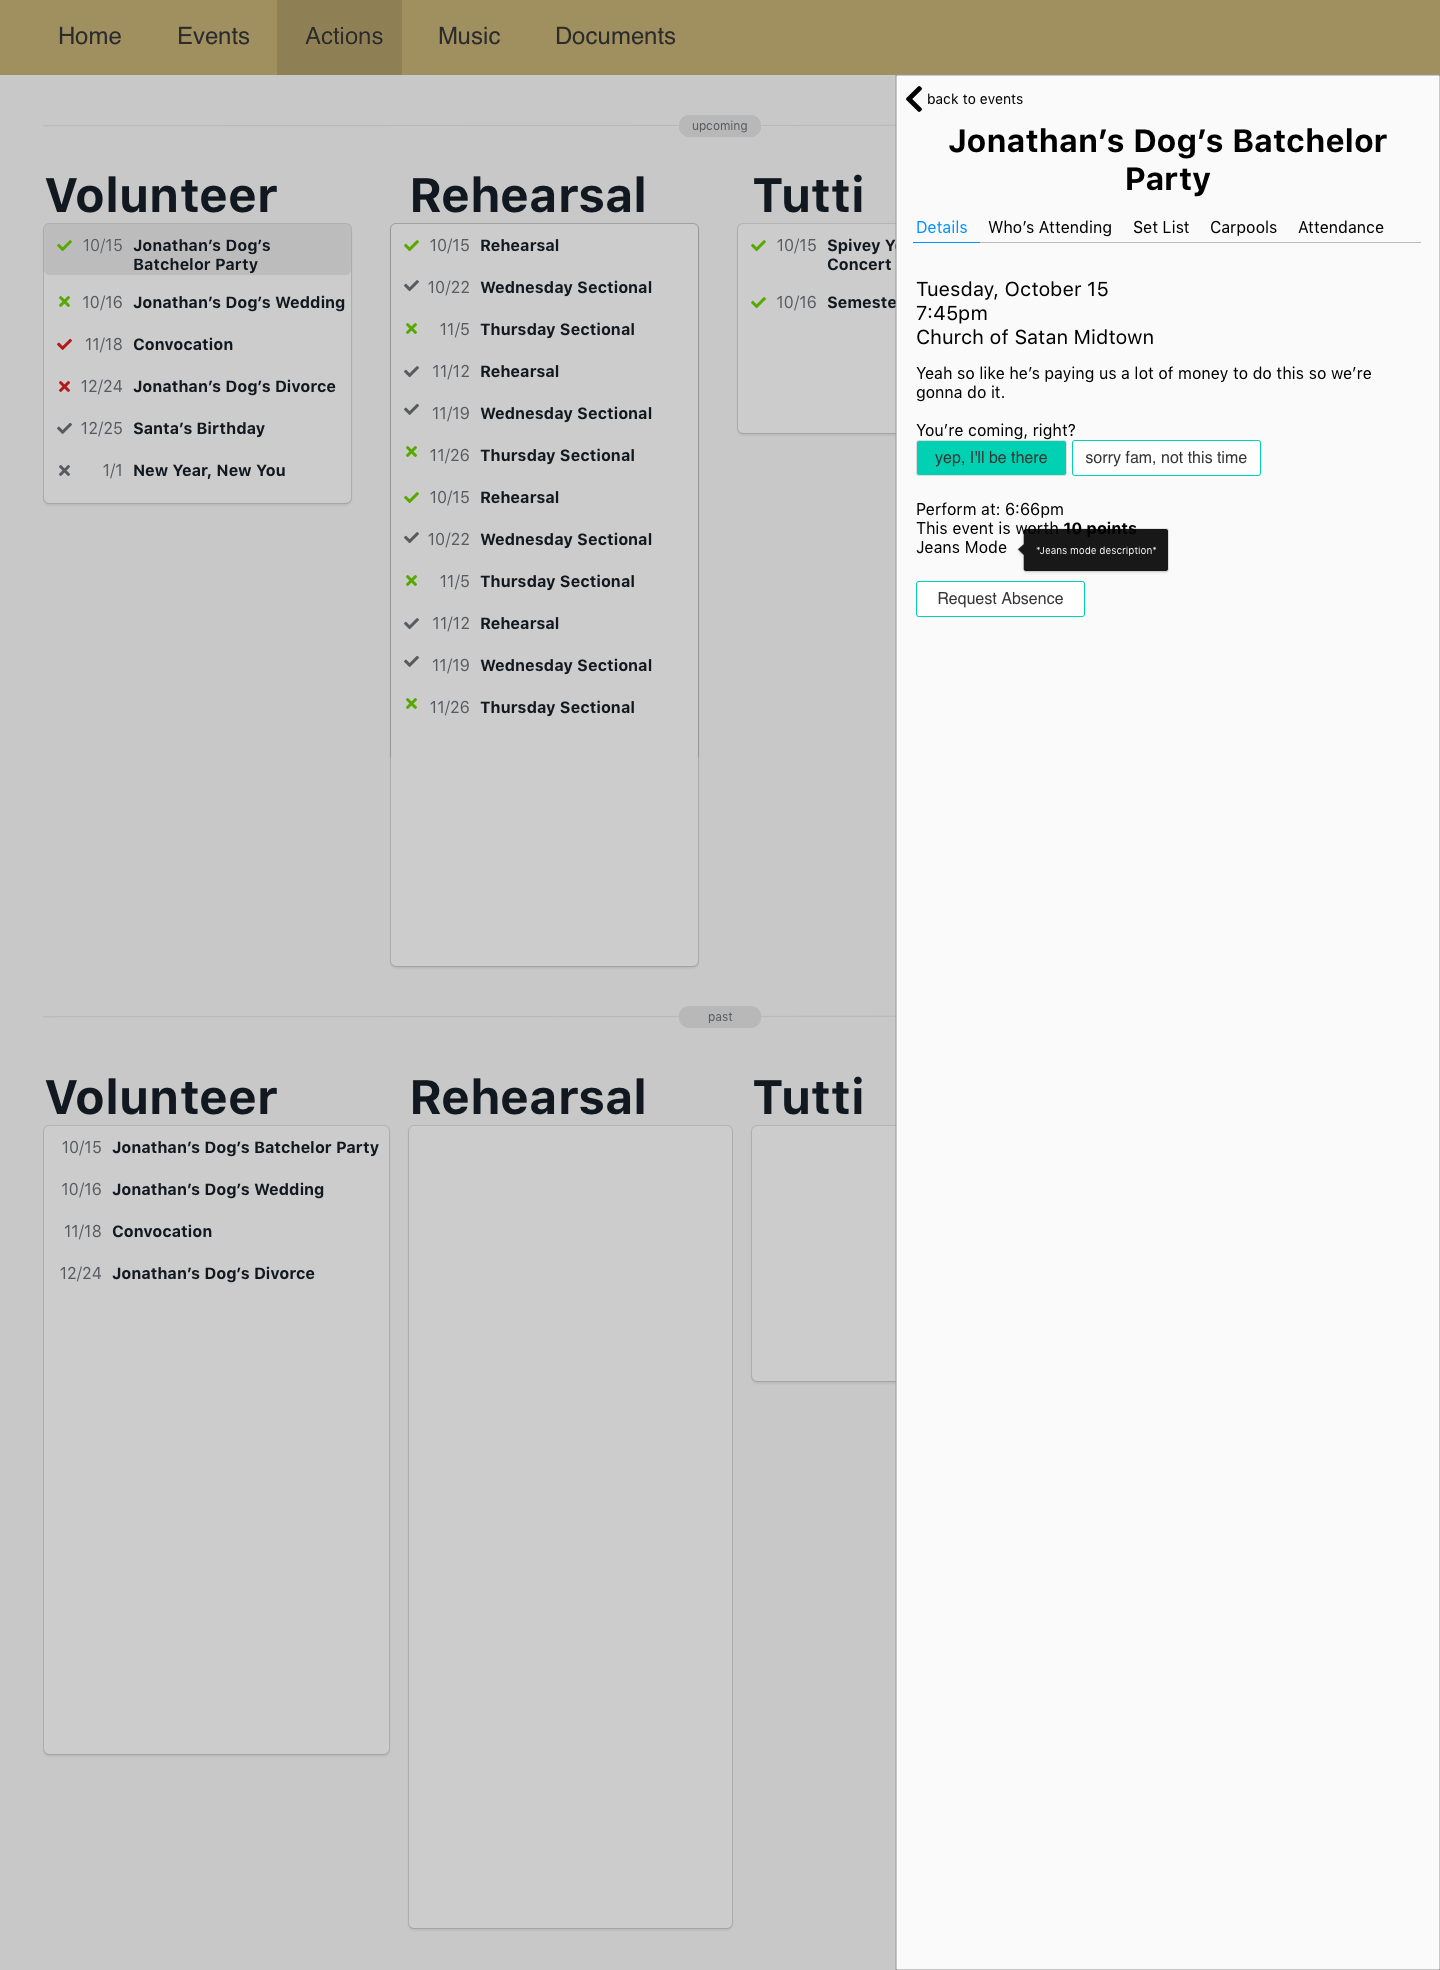 Home Events Actions Music Documents
upcoming
Volunteer
10/15 Jonathan’s Dog’s
Batchelor Party
10/16 Jonathan’s Dog’s Wedding
11/18 Convocation
12/24 Jonathan’s Dog’s Divorce
12/25 Santa’s Birthday
1/1 New Year, New You
Rehearsal
10/15 Rehearsal
10/22 Wednesday Sectional
11/5 Thursday Sectional
11/12 Rehearsal
11/19 Wednesday Sectional
11/26 Thursday Sectional
10/15 Rehearsal
10/22 Wednesday Sectional
11/5 Thursday Sectional
11/12 Rehearsal
11/19 Wednesday Sectional
11/26 Thursday Sectional
Tutti
10/15 Spivey
Concert
10/16
past
Volunteer
10/15 Jonathan’s Dog’s Batchelor Party
10/16 Jonathan’s Dog’s Wedding
11/18 Convocation
12/24 Jonathan’s Dog’s Divorce
Rehearsal
Tutti
back to events
Jonathan’s Dog’s Batchelor
Party
Details Who’s Attending Set List Carpools Attendance
Tuesday, October 15
7:45pm
Church of Satan Midtown
Yeah so like he’s paying us a lot of money to do this so we’re
gonna do it.
You’re coming, right?
yep, I'll be there sorry fam, not this time
Perform at: 6:66pm
This event is worth 10 points
Jeans Mode
*Jeans mode description*
Request Absence